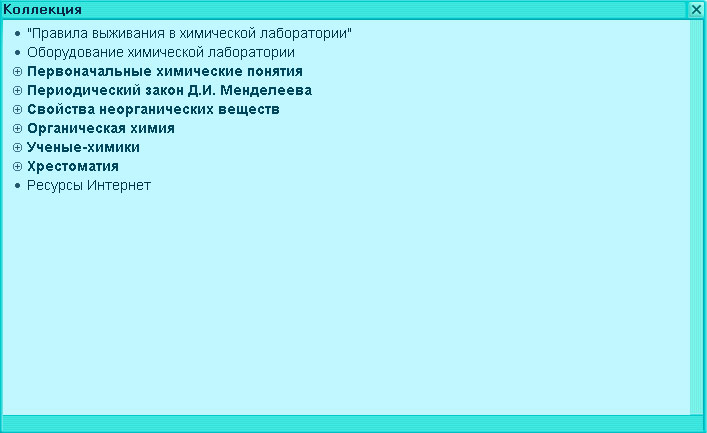 Коллекция
"Правила выживания в химической лаборатории"
Оборудование химической лаборатории
Первоначальные химические понятия
Периодический закон Д.И. Менделеева
Свойства неорганических веществ
Органическая химия
Ученые-химики
Хрестоматия
Ресурсы Интернет